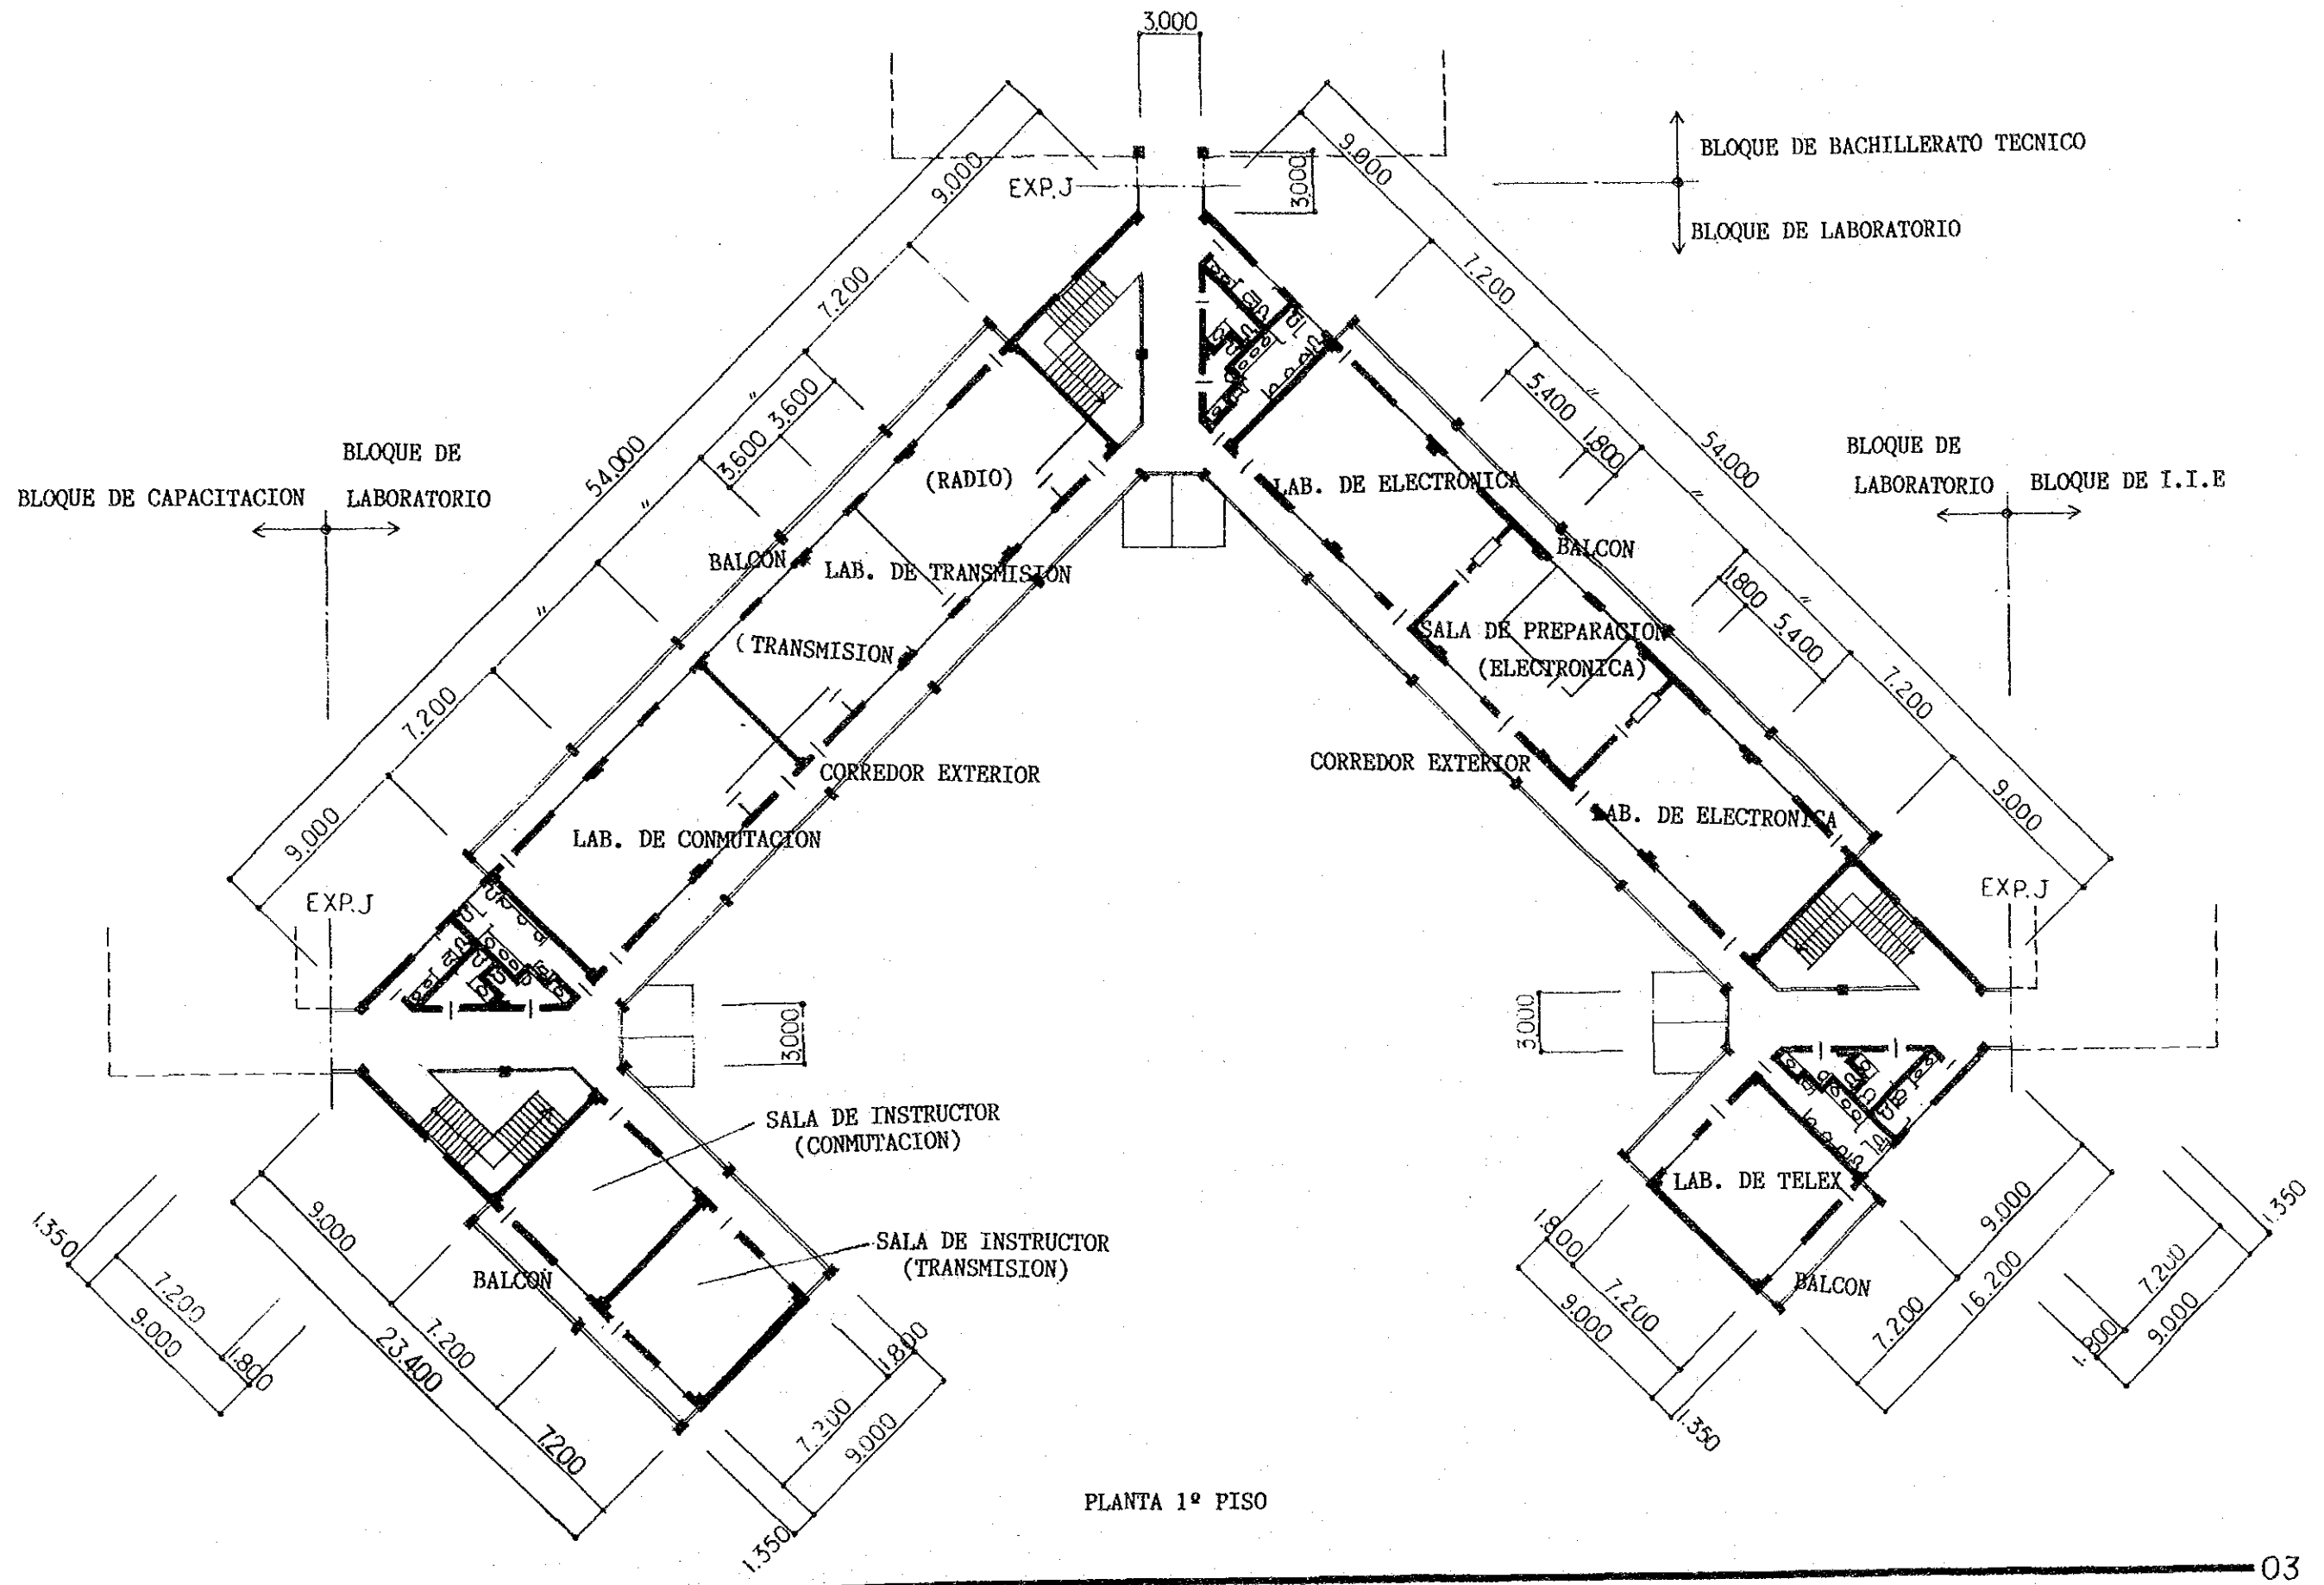 3.000
BLOQUE DE BACHILLERATO TECNICO
BLOQUE DE LABORATORIO
EXP.J
3.000
9.000
7.200
"
3.600
3.600
"
"
7.200
9.000
54.000
9.000
7.200
"
5.400
1.800
"
1.800
5.400
"
7.200
9.000
54.000
BLOQUE DE
BLOQUE DE CAPACITACION
LABORATORIO
BLOQUE DE
LABORATORIO
BLOQUE DE I.I.E
(RADIO)
BALCON
LAB. DE TRANSMISION
(TRANSMISION
CORREDOR EXTERIOR
LAB. DE CONMUTACION
LAB. DE ELECTRONICA
BALCON
SALA DE PREPARACION
(ELECTRONICA)
CORREDOR EXTERIOR
LAB. DE ELECTRONICA
EXP.J
EXP.J
3.000
3.000
SALA DE INSTRUCTOR
(CONMUTACION)
SALA DE INSTRUCTOR
(TRANSMISION)
BALCON
LAB. DE TELEX
BALCON
1.350
7.200
9.000
1.800
9.000
7.200
23.400
7.200
1.800
7.200
9.000
1.350
1.800
7.200
9.000
1.350
9.000
16.200
7.200
1.350
7.200
9.000
1.800
PLANTA 1º PISO
03